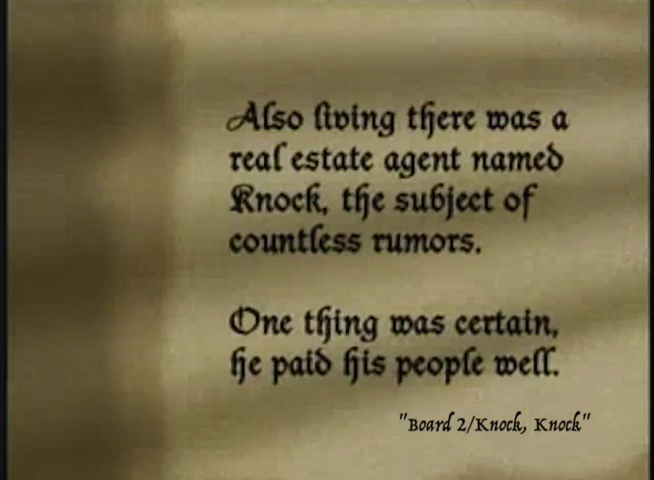 Also living there was a
real estate agent named
Knock, the subject of
countless rumors.
One thing was certain,
he paid his people well.
"Board 2/Knock, Knock"